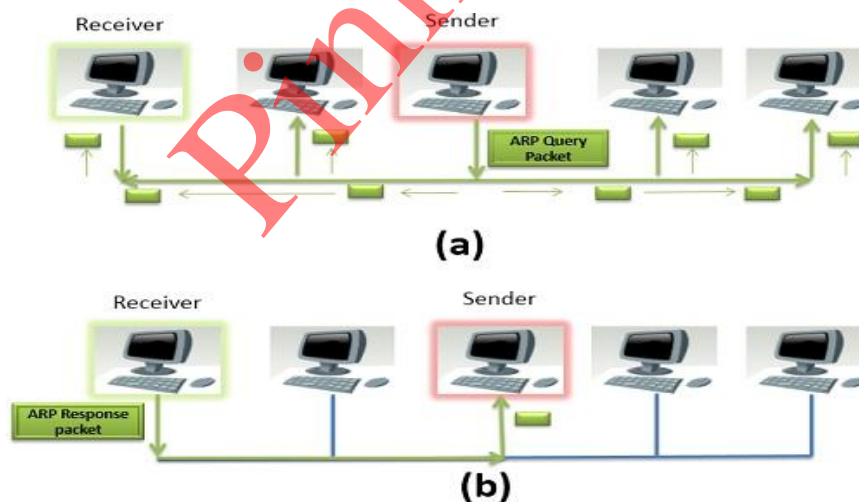 Receiver
Sender
ARP Query
Packet
(a)
Receiver
Sender
ARP Response
packet
(b)